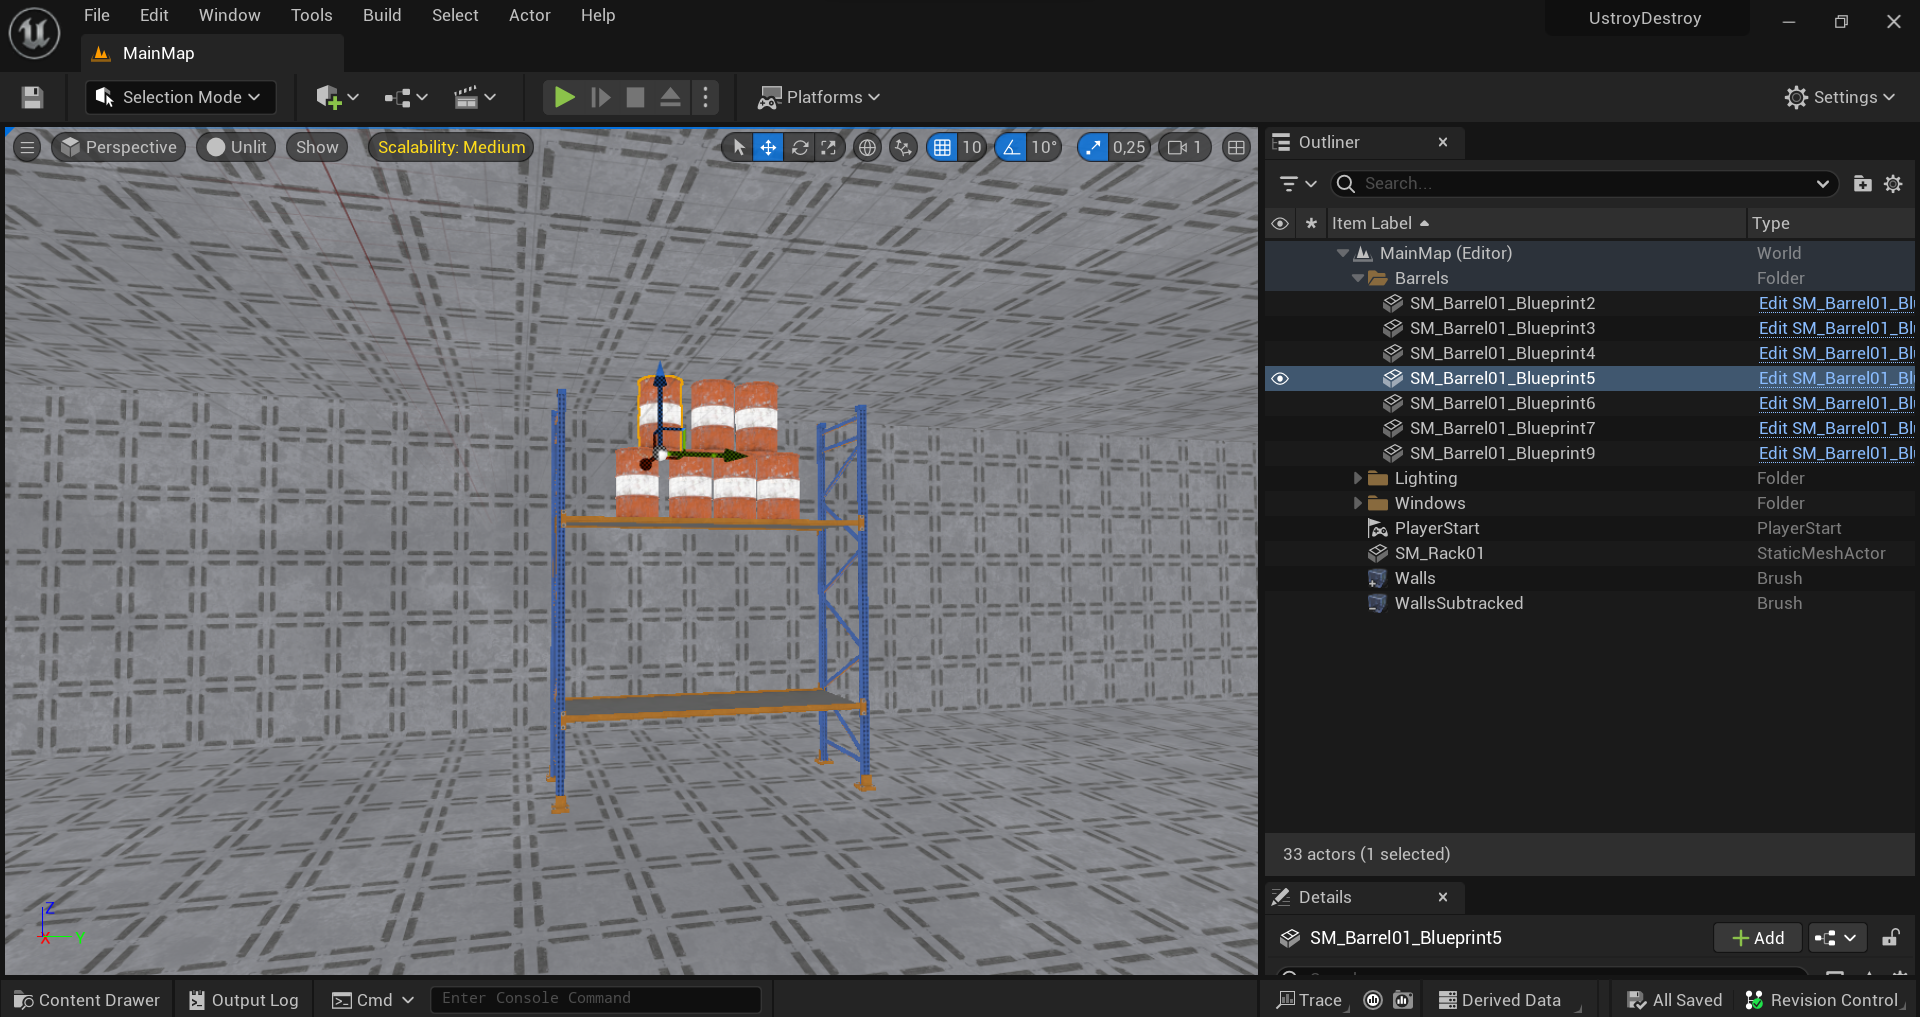 File Edit Window Tools Build Select Actor Help
UstroyDestroy
MainMap
Selection Mode
Platforms
Settings
Perspective Unlit Show Scalability: Medium 10 10° 0,25 1
Outliner
Search...
Item Label Type
MainMap (Editor) World
Barrels Folder
SM_Barrel01_Blueprint2 Edit SM_Barrel01_Bl
SM_Barrel01_Blueprint3 Edit SM_Barrel01_Bl
SM_Barrel01_Blueprint4 Edit SM_Barrel01_Bl
SM_Barrel01_Blueprint5 Edit SM_Barrel01_Bl
SM_Barrel01_Blueprint6 Edit SM_Barrel01_Bl
SM_Barrel01_Blueprint7 Edit SM_Barrel01_Bl
SM_Barrel01_Blueprint9 Edit SM_Barrel01_Bl
Lighting Folder
Windows Folder
PlayerStart PlayerStart
SM_Rack01 StaticMeshActor
Walls Brush
WallsSubtracked Brush
33 actors (1 selected)
Details
SM_Barrel01_Blueprint5 Add
Z
X Y
Content Drawer Output Log Cmd Enter Console Command Trace Derived Data All Saved Revision Control